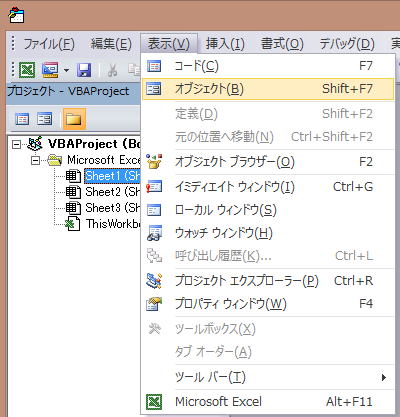 ファイル(F) 編集(E) 表示(V) 挿入(I) 書式(O) デバッグ(D)
プロジェクト - VBAProject
VBAProject (Bo
Microsoft Exce
Sheet1 (Sh
Sheet2 (Sh
Sheet3 (Sh
ThisWorkbo
コード(C) F7
オブジェクト(B) Shift+F7
定義(D) Shift+F2
元の位置へ移動(N) Ctrl+Shift+F2
オブジェクト ブラウザー(O) F2
イミディエイト ウィンドウ(I) Ctrl+G
ローカル ウィンドウ(S)
ウォッチ ウィンドウ(H)
呼び出し履歴(K)... Ctrl+L
プロジェクト エクスプローラー(P) Ctrl+R
プロパティ ウィンドウ(W) F4
ツールボックス(X)
タブ オーダー(A)
ツール バー(T)
Microsoft Excel Alt+F11